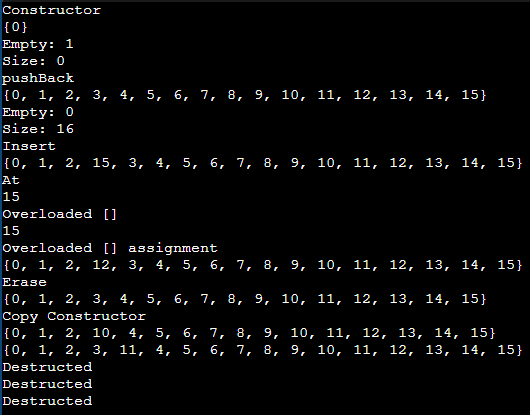 Constructor
{0}
Empty: 1
Size: 0
pushBack
{0, 1, 2, 3, 4, 5, 6, 7, 8, 9, 10, 11, 12, 13, 14, 15}
Empty: 0
Size: 16
Insert
{0, 1, 2, 15, 3, 4, 5, 6, 7, 8, 9, 10, 11, 12, 13, 14, 15}
At
15
Overloaded []
15
Overloaded [] assignment
{0, 1, 2, 12, 3, 4, 5, 6, 7, 8, 9, 10, 11, 12, 13, 14, 15}
Erase
{0, 1, 2, 3, 4, 5, 6, 7, 8, 9, 10, 11, 12, 13, 14, 15}
Copy Constructor
{0, 1, 2, 10, 4, 5, 6, 7, 8, 9, 10, 11, 12, 13, 14, 15}
{0, 1, 2, 3, 11, 4, 5, 6, 7, 8, 9, 10, 11, 12, 13, 14, 15}
Destructed
Destructed
Destructed